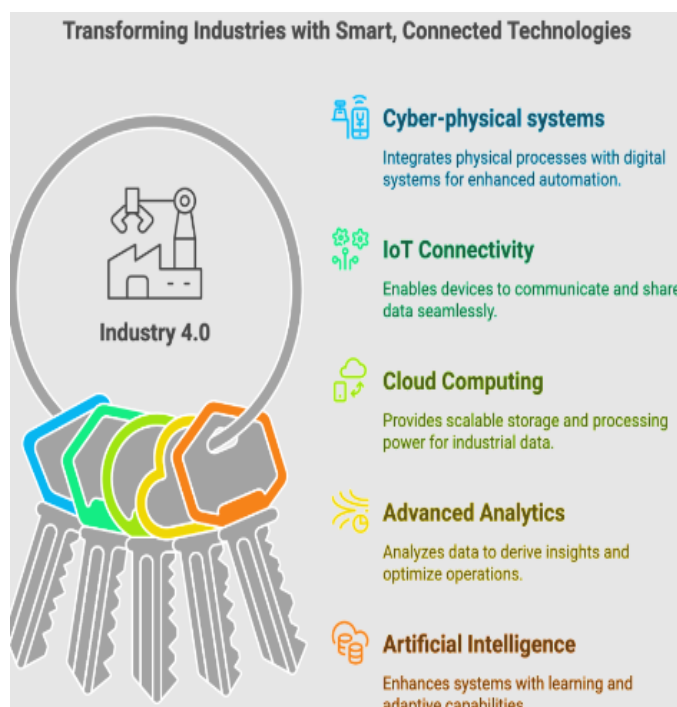 Transforming Industries with Smart, Connected Technologies
Industry 4.0
Cyber-physical systems
Integrates physical processes with digital
systems for enhanced automation.
IoT Connectivity
Enables devices to communicate and share
data seamlessly.
Cloud Computing
Provides scalable storage and processing
power for industrial data.
Advanced Analytics
Analyzes data to derive insights and
optimize operations.
Artificial Intelligence
Enhances systems with learning and
adaptive capabilities.